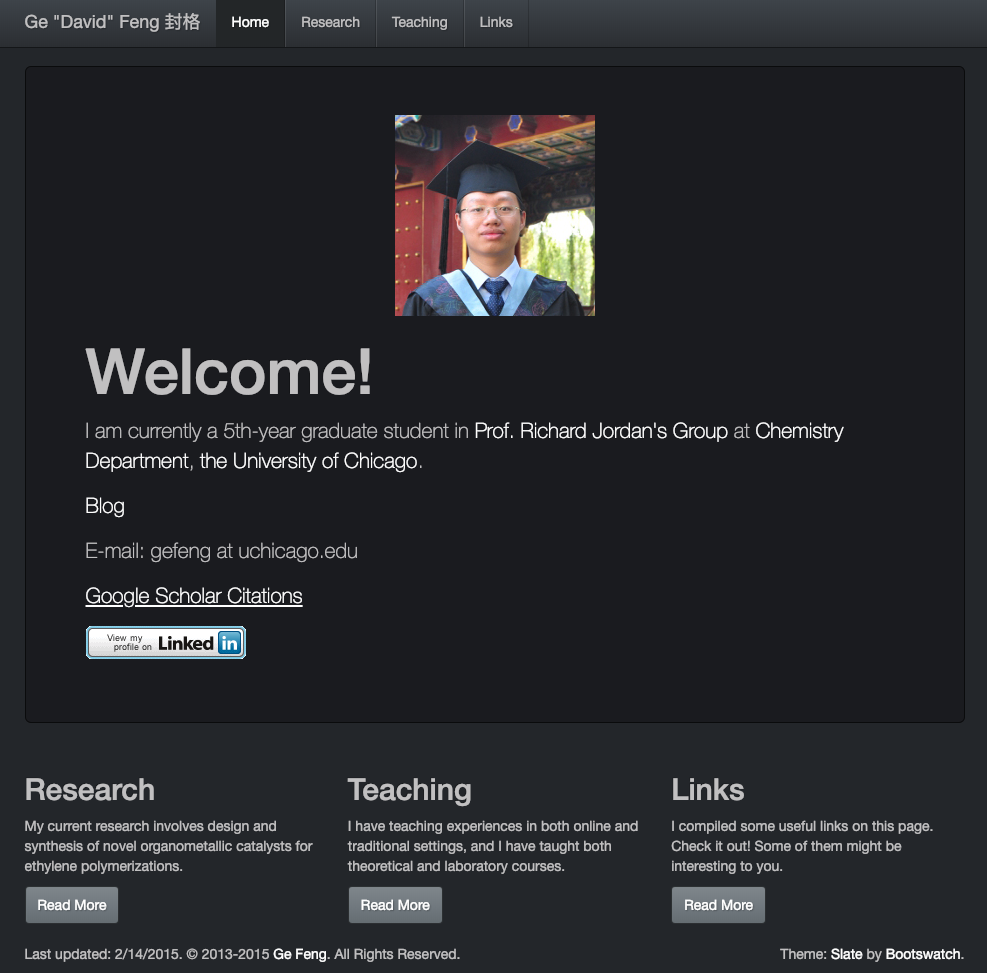 Ge "David" Feng 封格 Home Research Teaching Links
Welcome!
I am currently a 5th-year graduate student in Prof. Richard Jordan's Group at Chemistry
Department, the University of Chicago.
Blog
E-mail: gefeng at uchicago.edu
Google Scholar Citations
View my
profile on Linked in
Research
My current research involves design and
synthesis of novel organometallic catalysts for
ethylene polymerizations.
Read More
Teaching
I have teaching experiences in both online and
traditional settings, and I have taught both
theoretical and laboratory courses.
Read More
Links
I compiled some useful links on this page.
Check it out! Some of them might be
interesting to you.
Read More
Last updated: 2/14/2015. © 2013-2015 Ge Feng. All Rights Reserved.
Theme: Slate by Bootswatch.